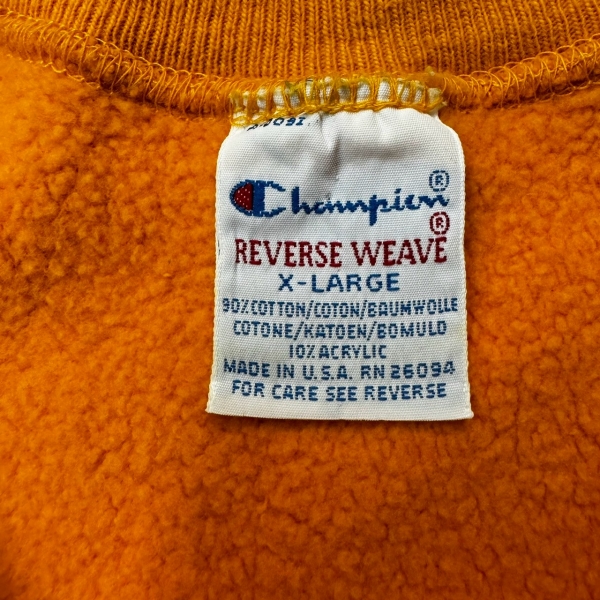 Champion®
REVERSE WEAVE®
X-LARGE
90% COTTON/COTON/BAUMWOLLE
COTONE/KATOEN/BOMULD
10% ACRYLIC
MADE IN U.S.A. RN 26094
FOR CARE SEE REVERSE